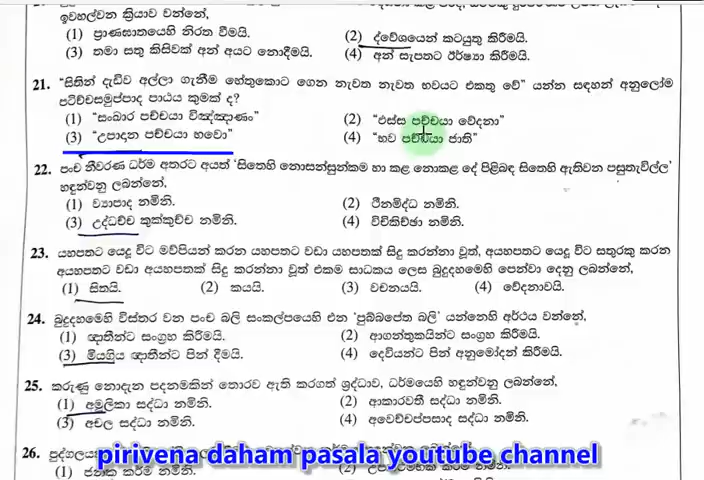 ඉවහල්වන ක්‍රියාව වන්නේ,
(1) ප්‍රාණඝාතයෙහි නිරත වීමයි. (2) ද්වේශයෙන් කටයුතු කිරීමයි.
(3) තමා සතු කිසිවක් අන් අයට නොදීමයි. (4) අන් සැපතට ඊර්ෂ්‍යා කිරීමයි.
21. “සිතින් දැඩිව අල්ලා ගැනීම හේතුකොට ගෙන නැවත නැවත භවයට එකතු වේ” යන්න සඳහන් අනුලෝම
පටිච්චසමුප්පාද පාඨය කුමක් ද?
(1) “සංඛාර පච්චයා විඤ්ඤාණං” (2) “ඵස්ස පච්චයා වේදනා”
(3) “උපාදාන පච්චයා භවො” (4) “භව පච්චයා ජාති”
22. පංච නීවරණ ධර්ම අතරට අයත් ‘සිතෙහි නොසන්සුන්කම හා කළ නොකළ දේ පිළිබඳ සිතෙහි ඇතිවන පසුතැවිල්ල’
හඳුන්වනු ලබන්නේ,
(1) ව්‍යාපාද නමිනි. (2) ථීනමිද්ධ නමිනි.
(3) උද්ධච්ච කුක්කුච්ච නමිනි. (4) විචිකිච්ඡා නමිනි.
23. යහපතට යෙදූ විට මව්පියන් කරන යහපතට වඩා යහපතක් සිදු කරන්නා වූත්, අයහපතට යෙදූ විට සතුරකු කරන
අයහපතට වඩා අයහපතක් සිදු කරන්නා වූත් එකම සාධකය ලෙස බුදුදහමෙහි පෙන්වා දෙනු ලබන්නේ,
(1) සිතයි. (2) කයයි. (3) වචනයයි. (4) වේදනාවයි.
24. බුදුදහමෙහි විස්තර වන පංච බලි සංකල්පයෙහි එන ‘පුබ්බපේත බලි’ යන්නෙහි අර්ථය වන්නේ,
(1) ඥාතීන්ට සංග්‍රහ කිරීමයි. (2) ආගන්තුකයින්ට සංග්‍රහ කිරීමයි.
(3) මියගිය ඥාතීන්ට පින් දීමයි. (4) දෙවියන්ට පින් අනුමෝදන් කිරීමයි.
25. කරුණු නොදැන පදනමකින් තොරව ඇති කරගත් ශ්‍රද්ධාව, ධර්මයෙහි හඳුන්වනු ලබන්නේ,
(1) අමූලිකා සද්ධා නමිනි. (2) ආකාරවතී සද්ධා නමිනි.
(3) අචල සද්ධා නමිනි. (4) අවෙච්චප්පසාද සද්ධා නමිනි.
26.
pirivena daham pasala youtube channel
(1) ජනක කර්ම නමිනි. (2)